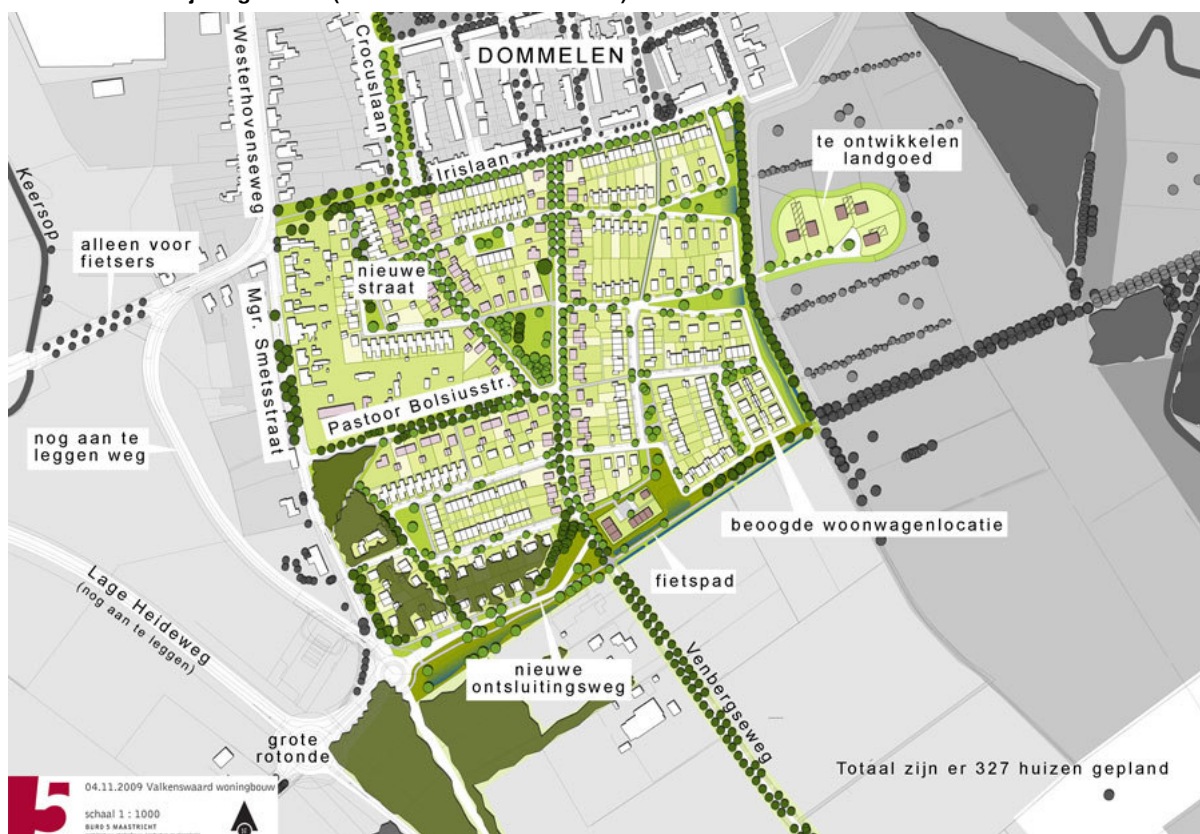 DOMMELEN
Westerhovenseweg
Crocuslaan
Irislaan
te ontwikkelen
landgoed
Keersop
alleen voor
fietsers
nieuwe
straat
Mgr. Smetsstraat
Pastoor Bolsiusstr.
nog aan te
leggen weg
beoogde woonwagenlocatie
fietspad
Lage Heideweg
(nog aan te leggen)
nieuwe
ontsluitingsweg
Venbergseweg
grote
rotonde
Totaal zijn er 327 huizen gepland
5
04.11.2009 Valkenswaard woningbouw
schaal 1 : 1000
BURO 5 MAASTRICHT